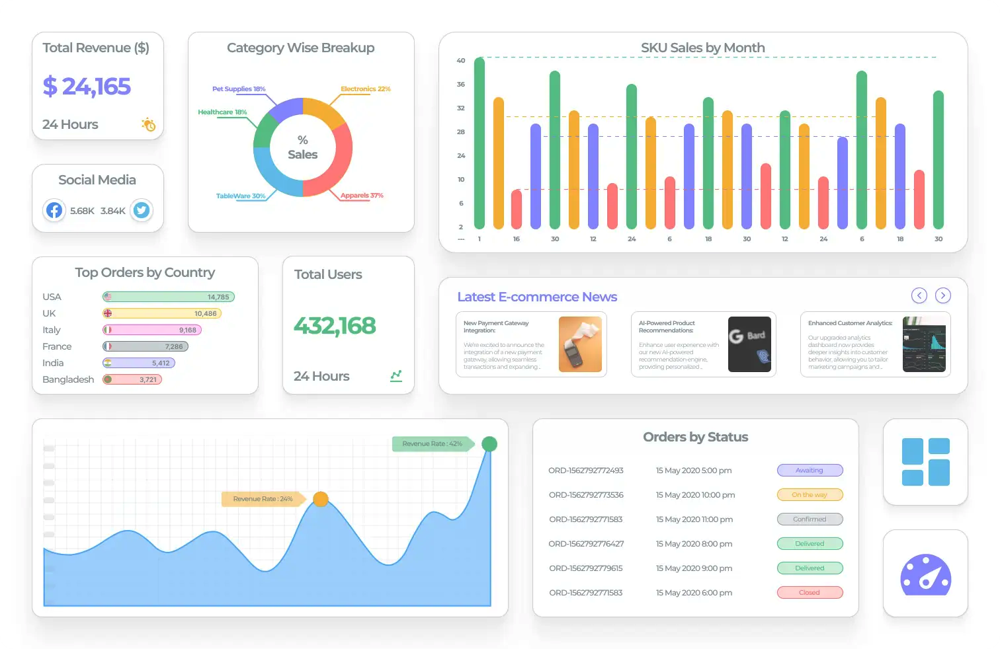 Total Revenue ($)
$ 24,165
24 Hours
Category Wise Breakup
Pet Supplies 18%
Electronics 22%
Healthcare 18%
%
Sales
TableWare 30%
Apparels 37%
SKU Sales by Month
40
36
32
28
24
10
6
2
--- 1 16 30 12 24 6 18 30 12 24 6 18 30
Social Media
5.68K 3.84K
Top Orders by Country
USA 14,785
UK 10,486
Italy 9,168
France 7,286
India 5,412
Bangladesh 3,721
Total Users
432,168
24 Hours
Latest E-commerce News
New Payment Gateway
Integration:
We're excited to announce the
integration of a new payment
gateway, allowing seamless
transactions and expanding...
AI-Powered Product
Recommendations:
Enhance user experience with
our new AI-powered
recommendation engine,
providing personalized ...
G Bard
Enhanced Customer Analytics:
Our upgraded analytics
dashboard now provides
deeper insights into customer
behavior, allowing you to tailor
marketing campaigns and ...
Revenue Rate : 42%
Revenue Rate : 24%
Orders by Status
ORD-1562792772493 15 May 2020 5:00 pm Awaiting
ORD-1562792773536 15 May 2020 10:00 pm On the way
ORD-1562792771583 15 May 2020 11:00 pm Confirmed
ORD-1562792776427 15 May 2020 8:00 pm Delivered
ORD-1562792779615 15 May 2020 9:00 pm Delivered
ORD-1562792771583 15 May 2020 6:00 pm Closed